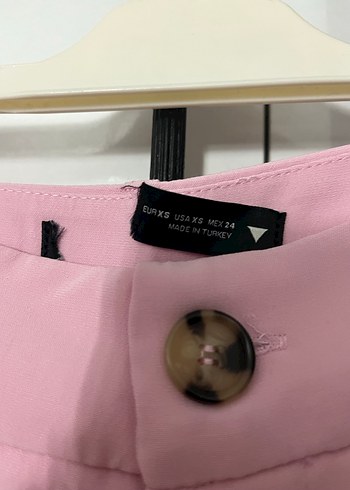 EUR XS USA XS MEX 24
MADE IN TURKEY